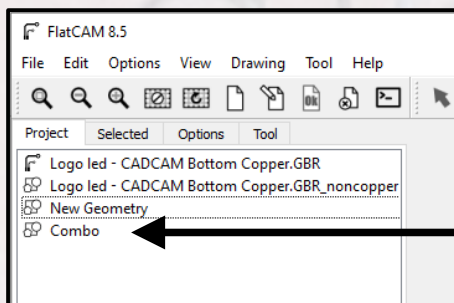 FlatCAM 8.5
File Edit Options View Drawing Tool Help
Ok
>_
Project Selected Options Tool
Logo led - CADCAM Bottom Copper.GBR
Logo led - CADCAM Bottom Copper.GBR_noncopper
New Geometry
Combo